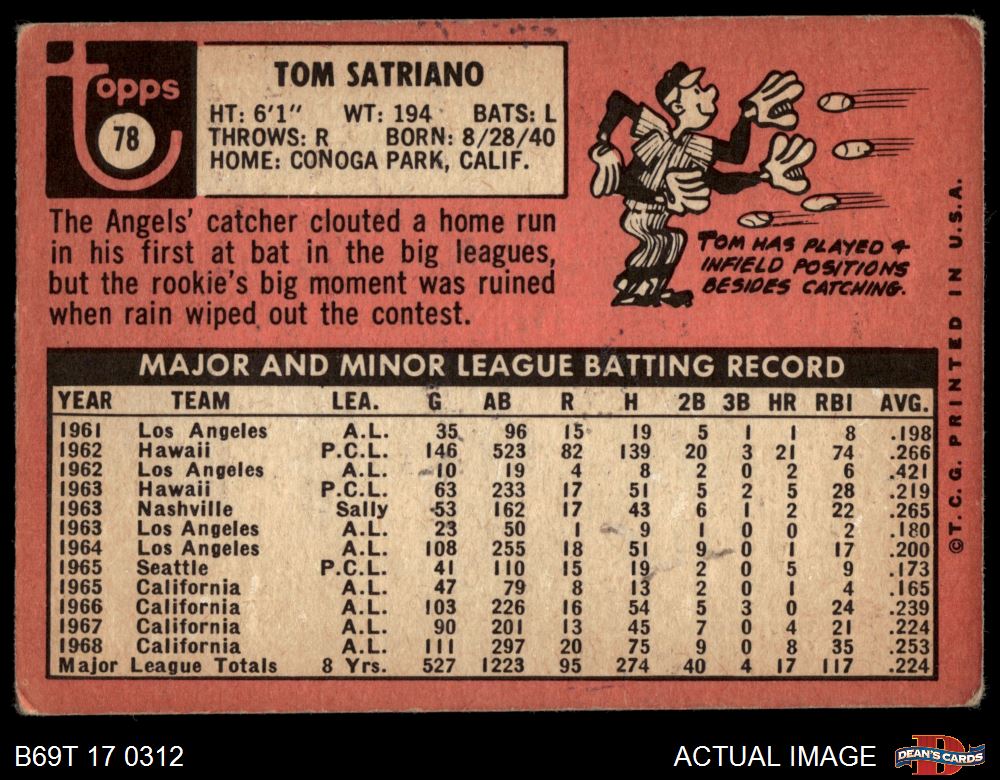 topps
78
TOM SATRIANO
HT: 6'1" WT: 194 BATS: L
THROWS: R BORN: 8/28/40
HOME: CONOGA PARK, CALIF.
The Angels' catcher clouted a home run
in his first at bat in the big leagues,
but the rookie's big moment was ruined
when rain wiped out the contest.
TOM HAS PLAYED 4
INFIELD POSITIONS
BESIDES CATCHING.
MAJOR AND MINOR LEAGUE BATTING RECORD
YEAR TEAM LEA. G AB R H 2B 3B HR RBI AVG.
1961 Los Angeles A.L. 35 96 15 19 5 1 1 8 .198
1962 Hawaii P.C.L. 146 523 82 139 20 3 21 74 .266
1962 Los Angeles A.L. 10 19 4 8 2 0 2 6 .421
1963 Hawaii P.C.L. 63 233 17 51 5 2 5 28 .219
1963 Nashville Sally 53 162 17 43 6 1 2 22 .265
1963 Los Angeles A.L. 23 50 1 9 1 0 0 2 .180
1964 Los Angeles A.L. 108 255 18 51 9 0 1 17 .200
1965 Seattle P.C.L. 41 110 15 19 2 0 5 9 .173
1965 California A.L. 47 79 8 13 2 0 1 4 .165
1966 California A.L. 103 226 16 54 5 3 0 24 .239
1967 California A.L. 90 201 13 45 7 0 4 21 .224
1968 California A.L. 111 297 20 75 9 0 8 35 .253
Major League Totals 8 Yrs. 527 1223 95 274 40 4 17 117 .224
©T.C.G. PRINTED IN U.S.A.
B69T 17 0312
ACTUAL IMAGE
DEAN'S CARDS